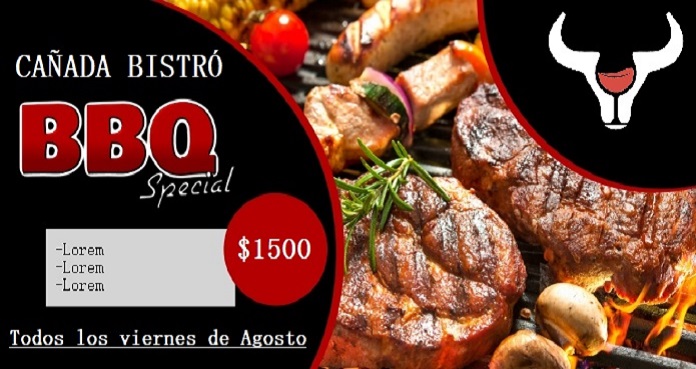 CAÑADA BISTRÓ
BBQ
Special
-Lorem
-Lorem
-Lorem
$1500
Todos los viernes de Agosto